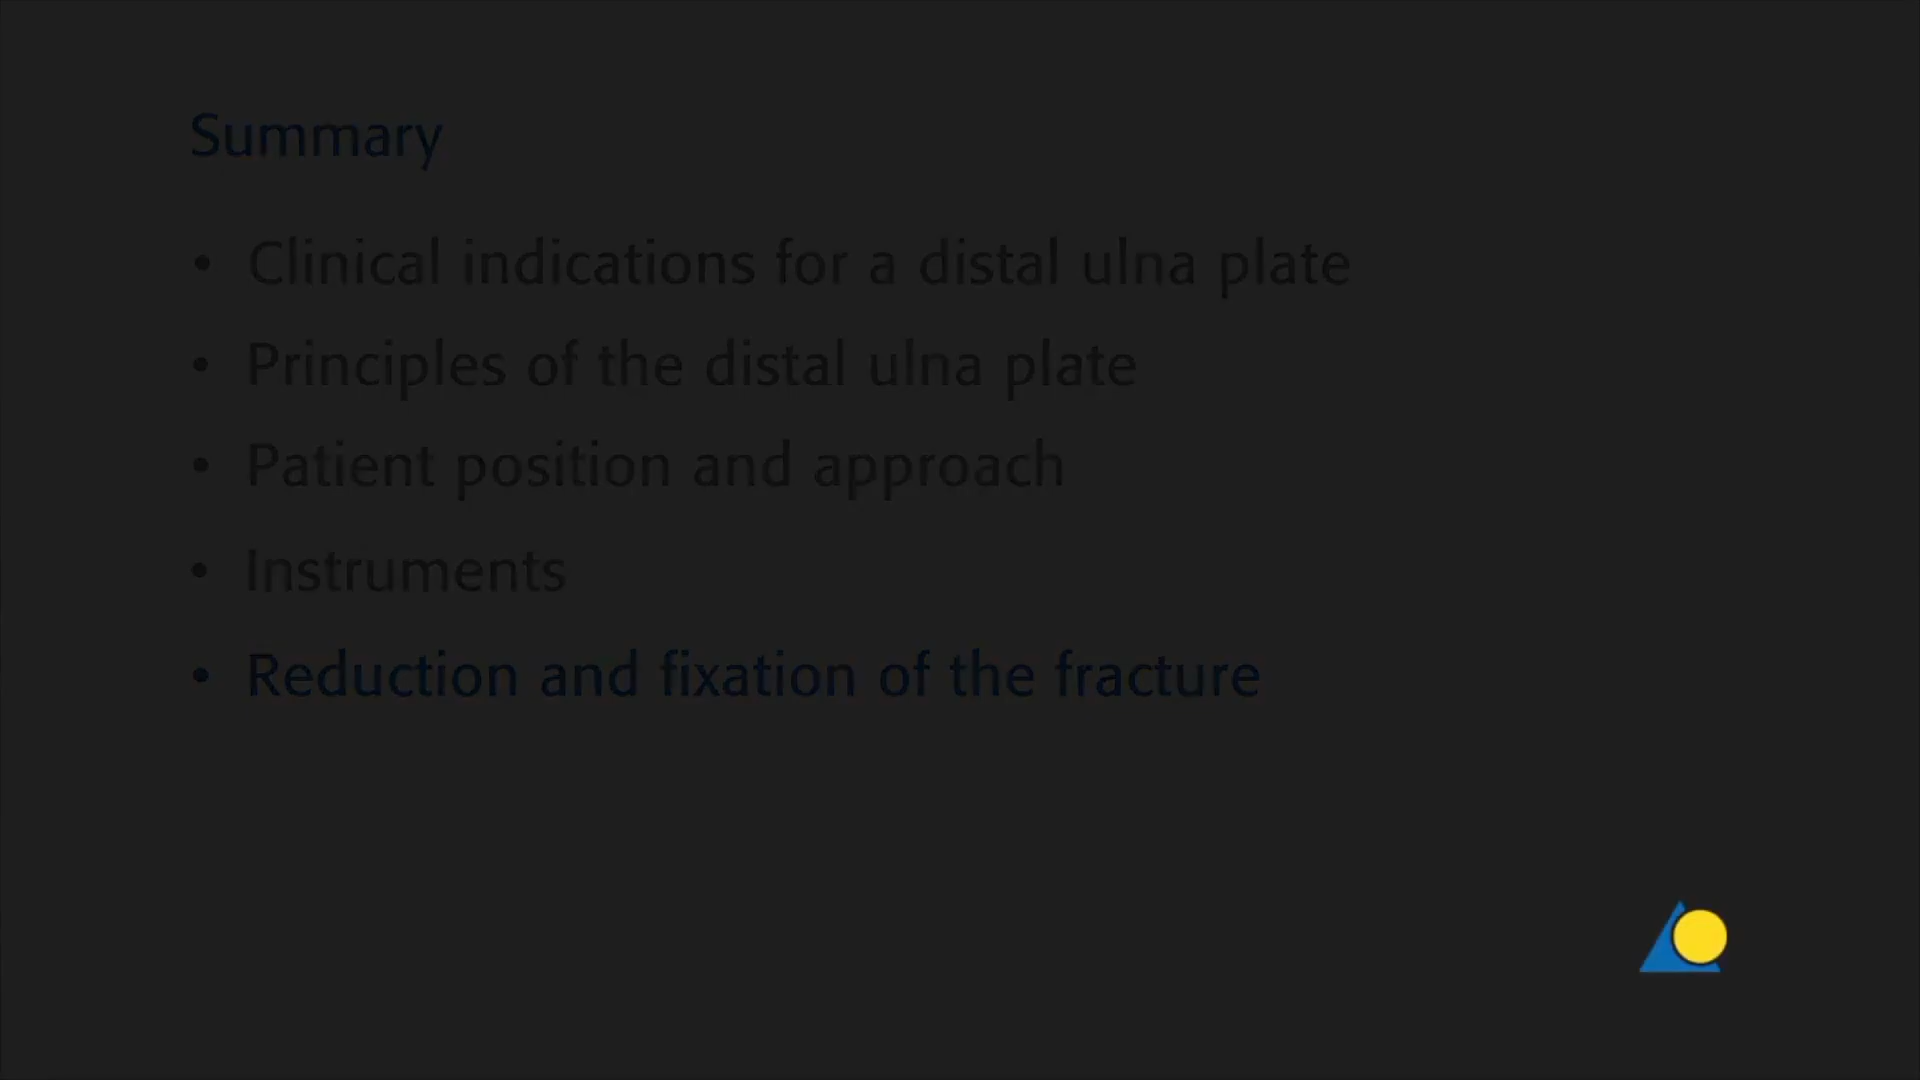 Summary
• Clinical indications for a distal ulna plate
• Principles of the distal ulna plate
• Patient position and approach
• Instruments
• Reduction and fixation of the fracture